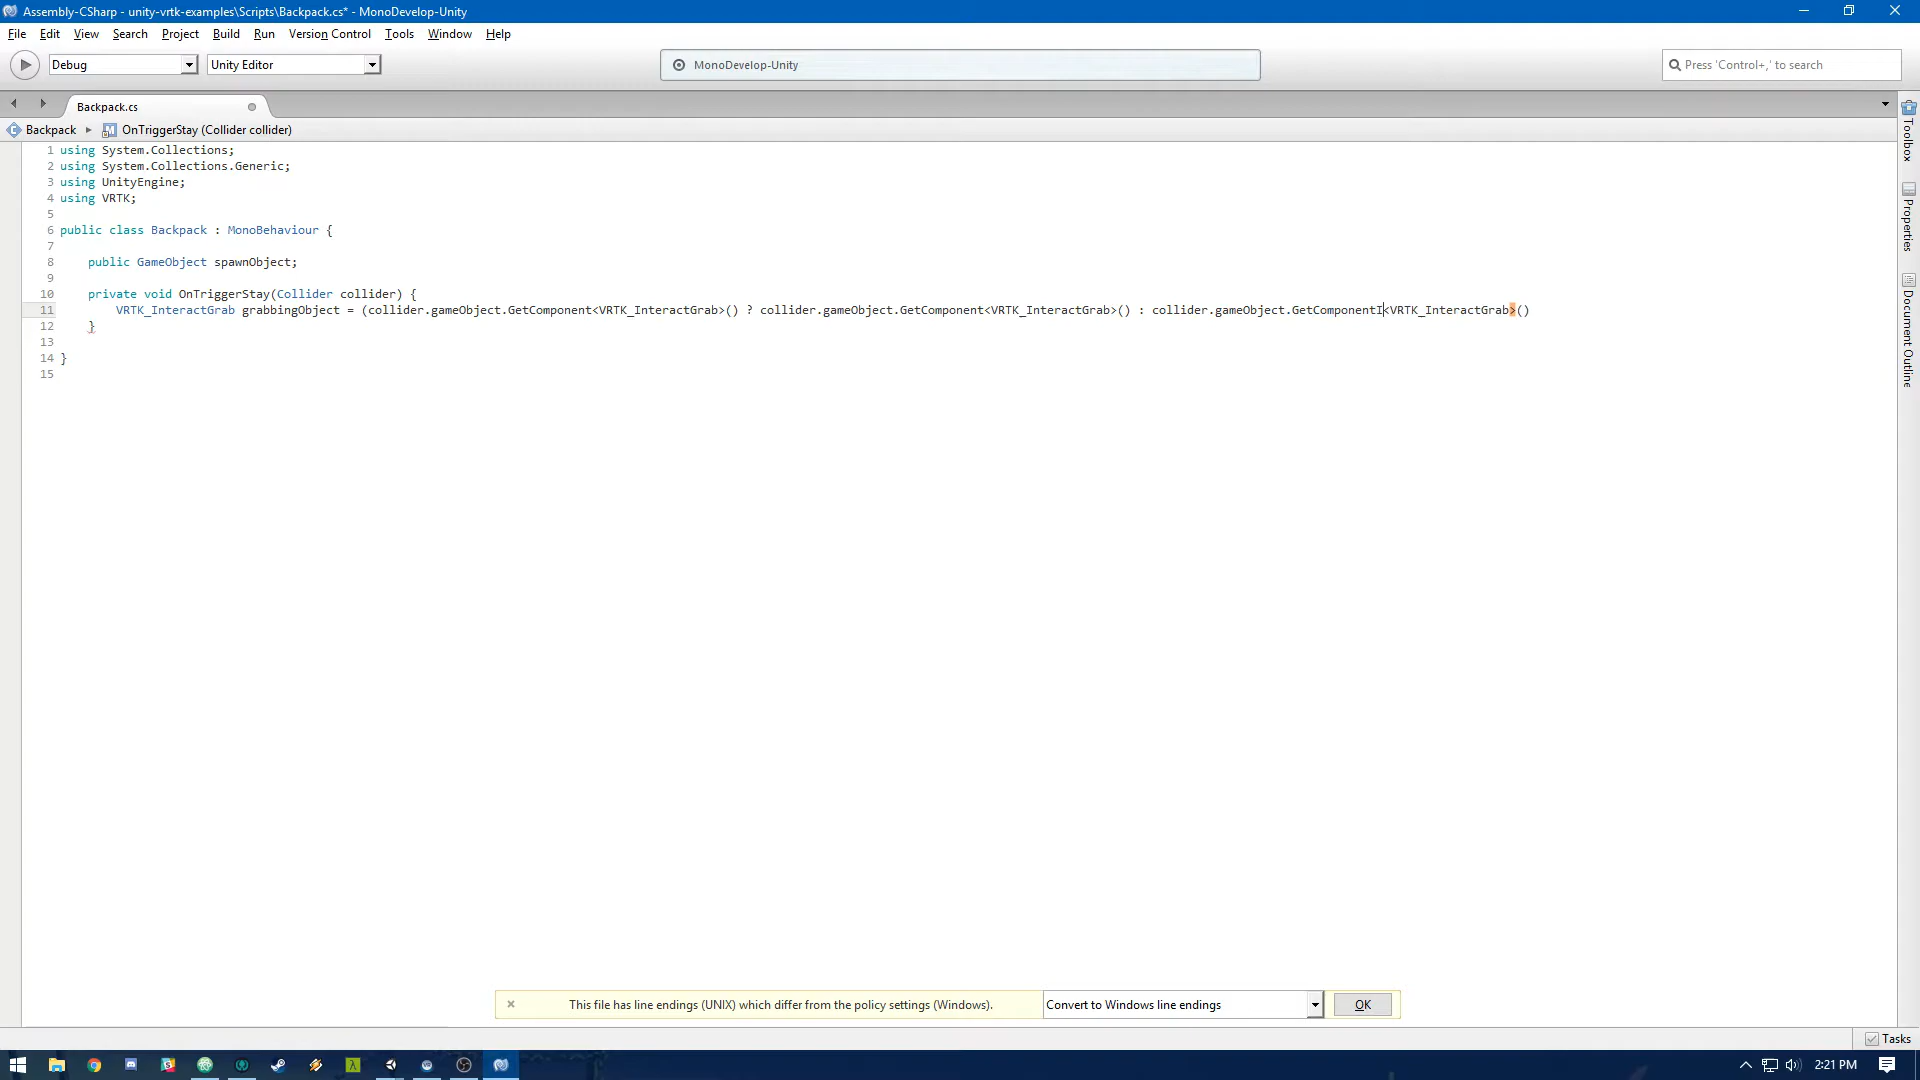 Assembly-CSharp - unity-vrtk-examples\Scripts\Backpack.cs* - MonoDevelop-Unity
File Edit View Search Project Build Run Version Control Tools Window Help
Debug Unity Editor MonoDevelop-Unity Press 'Control+,' to search
Backpack.cs
Backpack OnTriggerStay (Collider collider)
1 using System.Collections;
2 using System.Collections.Generic;
3 using UnityEngine;
4 using VRTK;
5
6 public class Backpack : MonoBehaviour {
7
8     public GameObject spawnObject;
9
10     private void OnTriggerStay(Collider collider) {
11         VRTK_InteractGrab grabbingObject = (collider.gameObject.GetComponent<VRTK_InteractGrab>() ? collider.gameObject.GetComponent<VRTK_InteractGrab>() : collider.gameObject.GetComponentI<VRTK_InteractGrab>()
12     }
13
14 }
15
Toolbox
Properties
Document Outline
This file has line endings (UNIX) which differ from the policy settings (Windows). Convert to Windows line endings OK
Tasks
2:21 PM